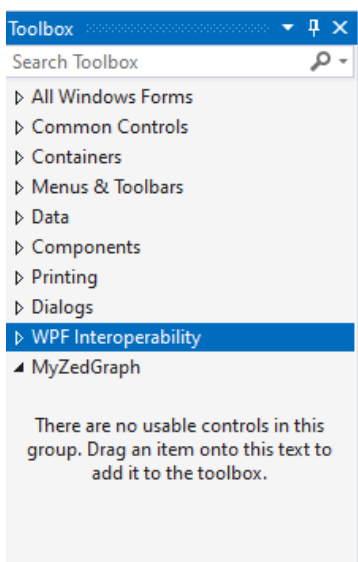 Toolbox
Search Toolbox
All Windows Forms
Common Controls
Containers
Menus & Toolbars
Data
Components
Printing
Dialogs
WPF Interoperability
MyZedGraph
There are no usable controls in this
group. Drag an item onto this text to
add it to the toolbox.